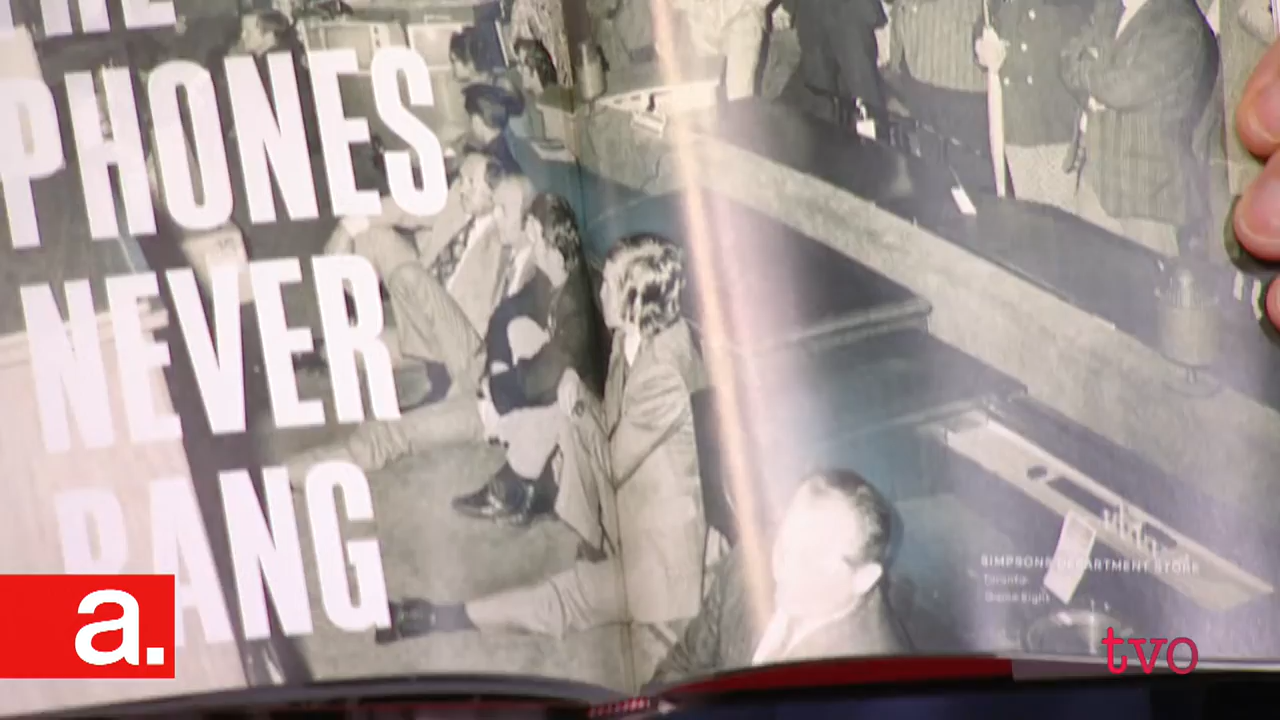 PHONES
NEVER
RANG
SIMPSONS DEPARTMENT STORE
Toronto
a.
tvo